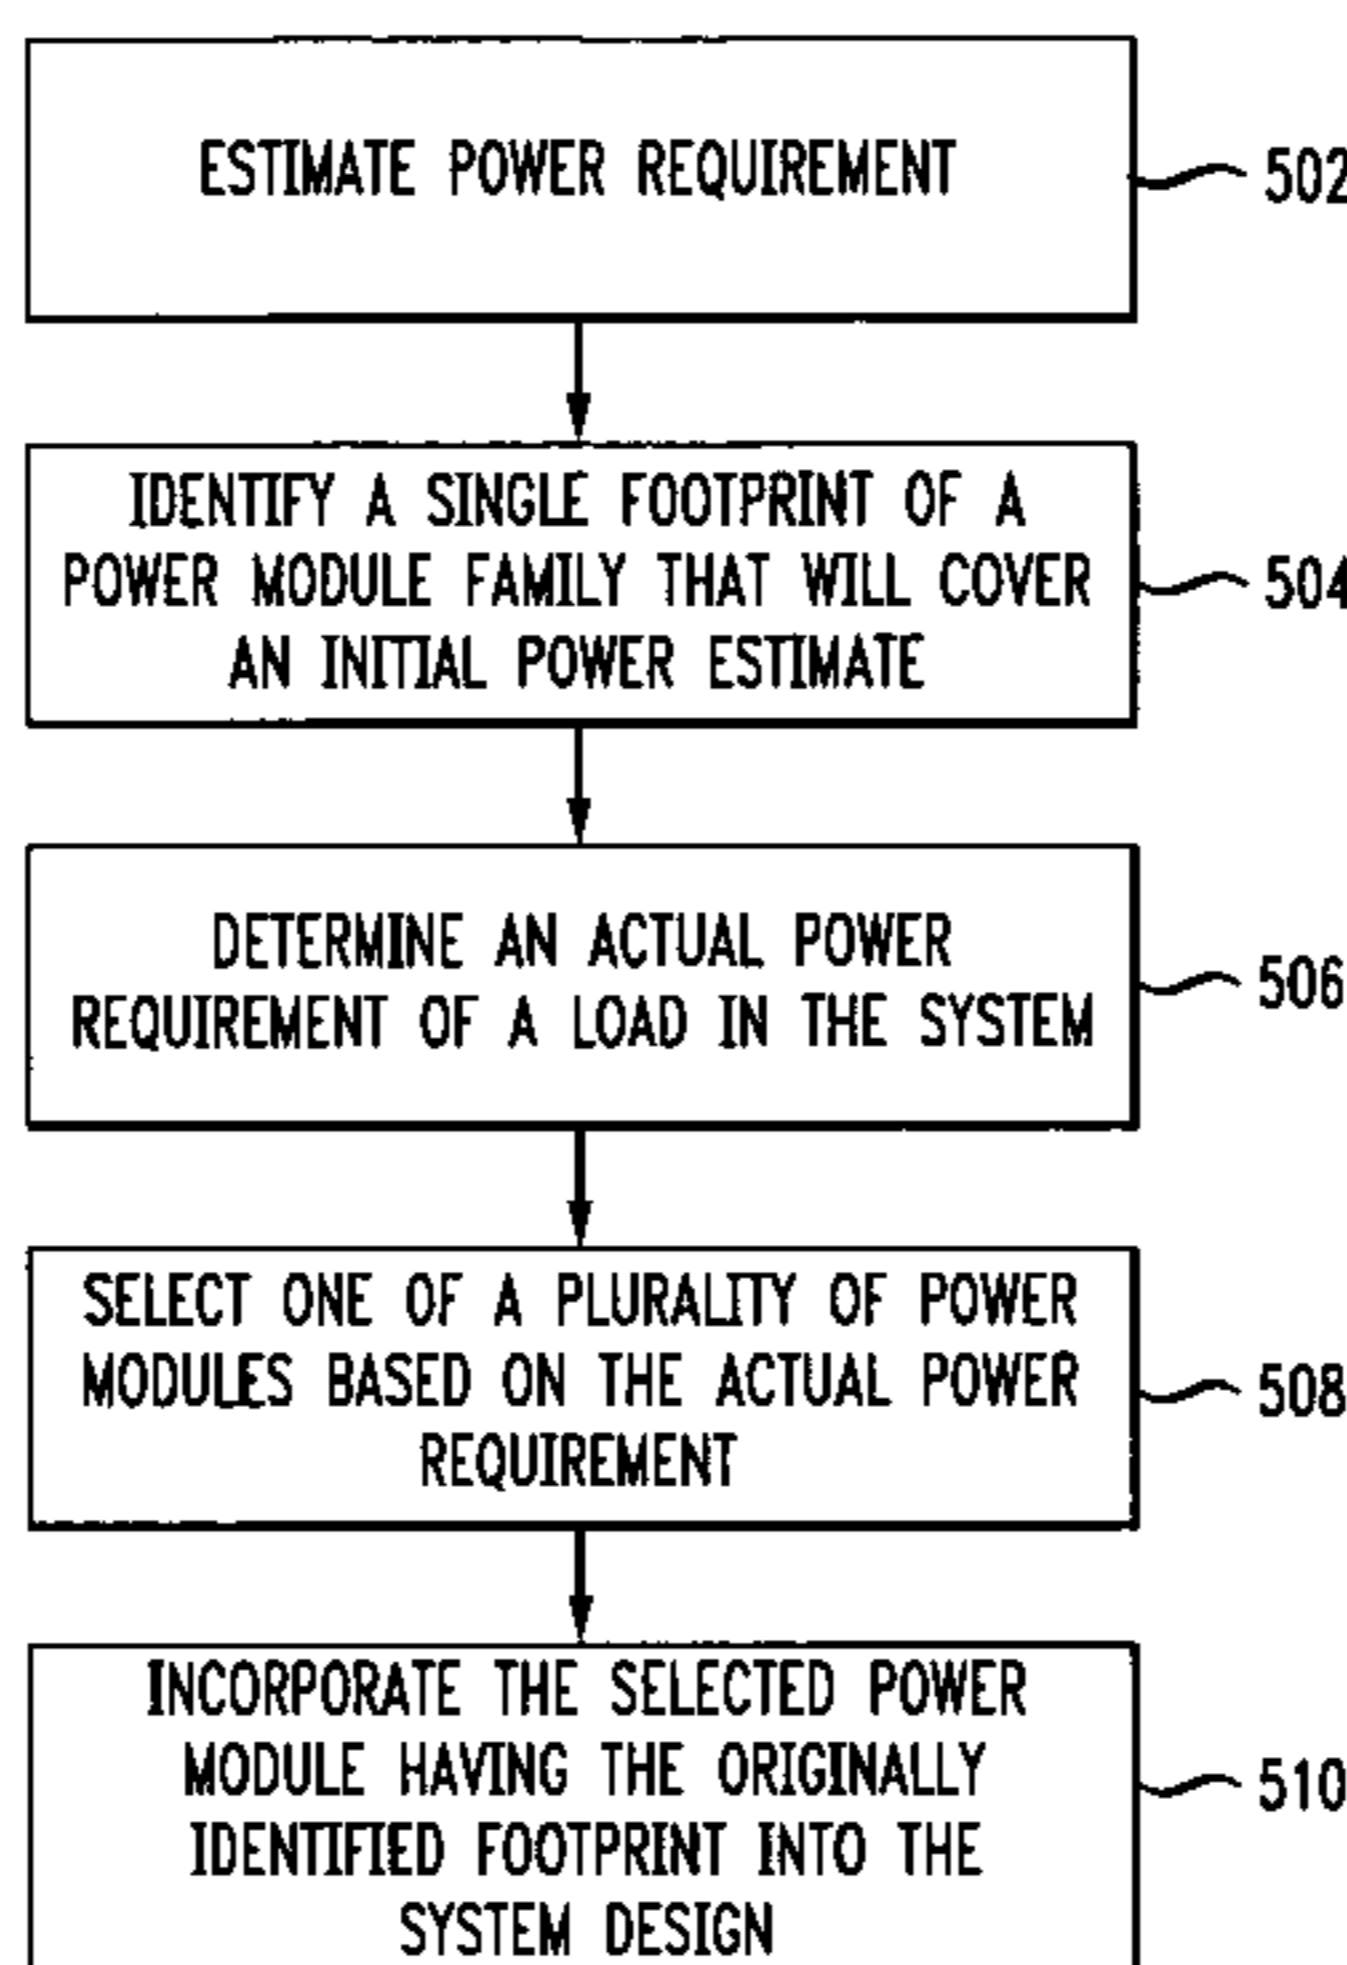 ESTIMATE POWER REQUIREMENT
502
IDENTIFY A SINGLE FOOTPRINT OF A
POWER MODULE FAMILY THAT WILL COVER
AN INITIAL POWER ESTIMATE
504
DETERMINE AN ACTUAL POWER
REQUIREMENT OF A LOAD IN THE SYSTEM
506
SELECT ONE OF A PLURALITY OF POWER
MODULES BASED ON THE ACTUAL POWER
REQUIREMENT
508
INCORPORATE THE SELECTED POWER
MODULE HAVING THE ORIGINALLY
IDENTIFIED FOOTPRINT INTO THE
SYSTEM DESIGN
510